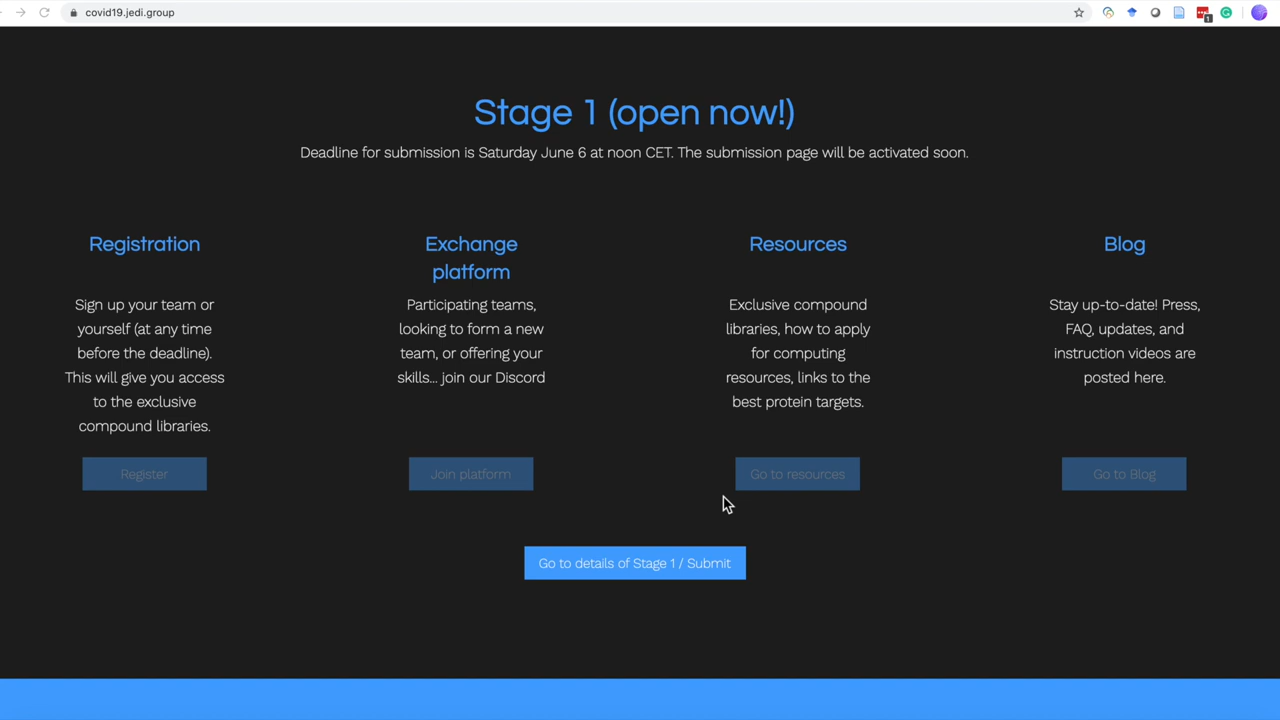 covid19.jedi.group
1
Stage 1 (open now!)
Deadline for submission is Saturday June 6 at noon CET. The submission page will be activated soon.
Registration
Sign up your team or
yourself (at any time
before the deadline).
This will give you access
to the exclusive
compound libraries.
Register
Exchange
platform
Participating teams,
looking to form a new
team, or offering your
skills... join our Discord
Join platform
Resources
Exclusive compound
libraries, how to apply
for computing
resources, links to the
best protein targets.
Go to resources
Blog
Stay up-to-date! Press,
FAQ, updates, and
instruction videos are
posted here.
Go to Blog
Go to details of Stage 1 / Submit